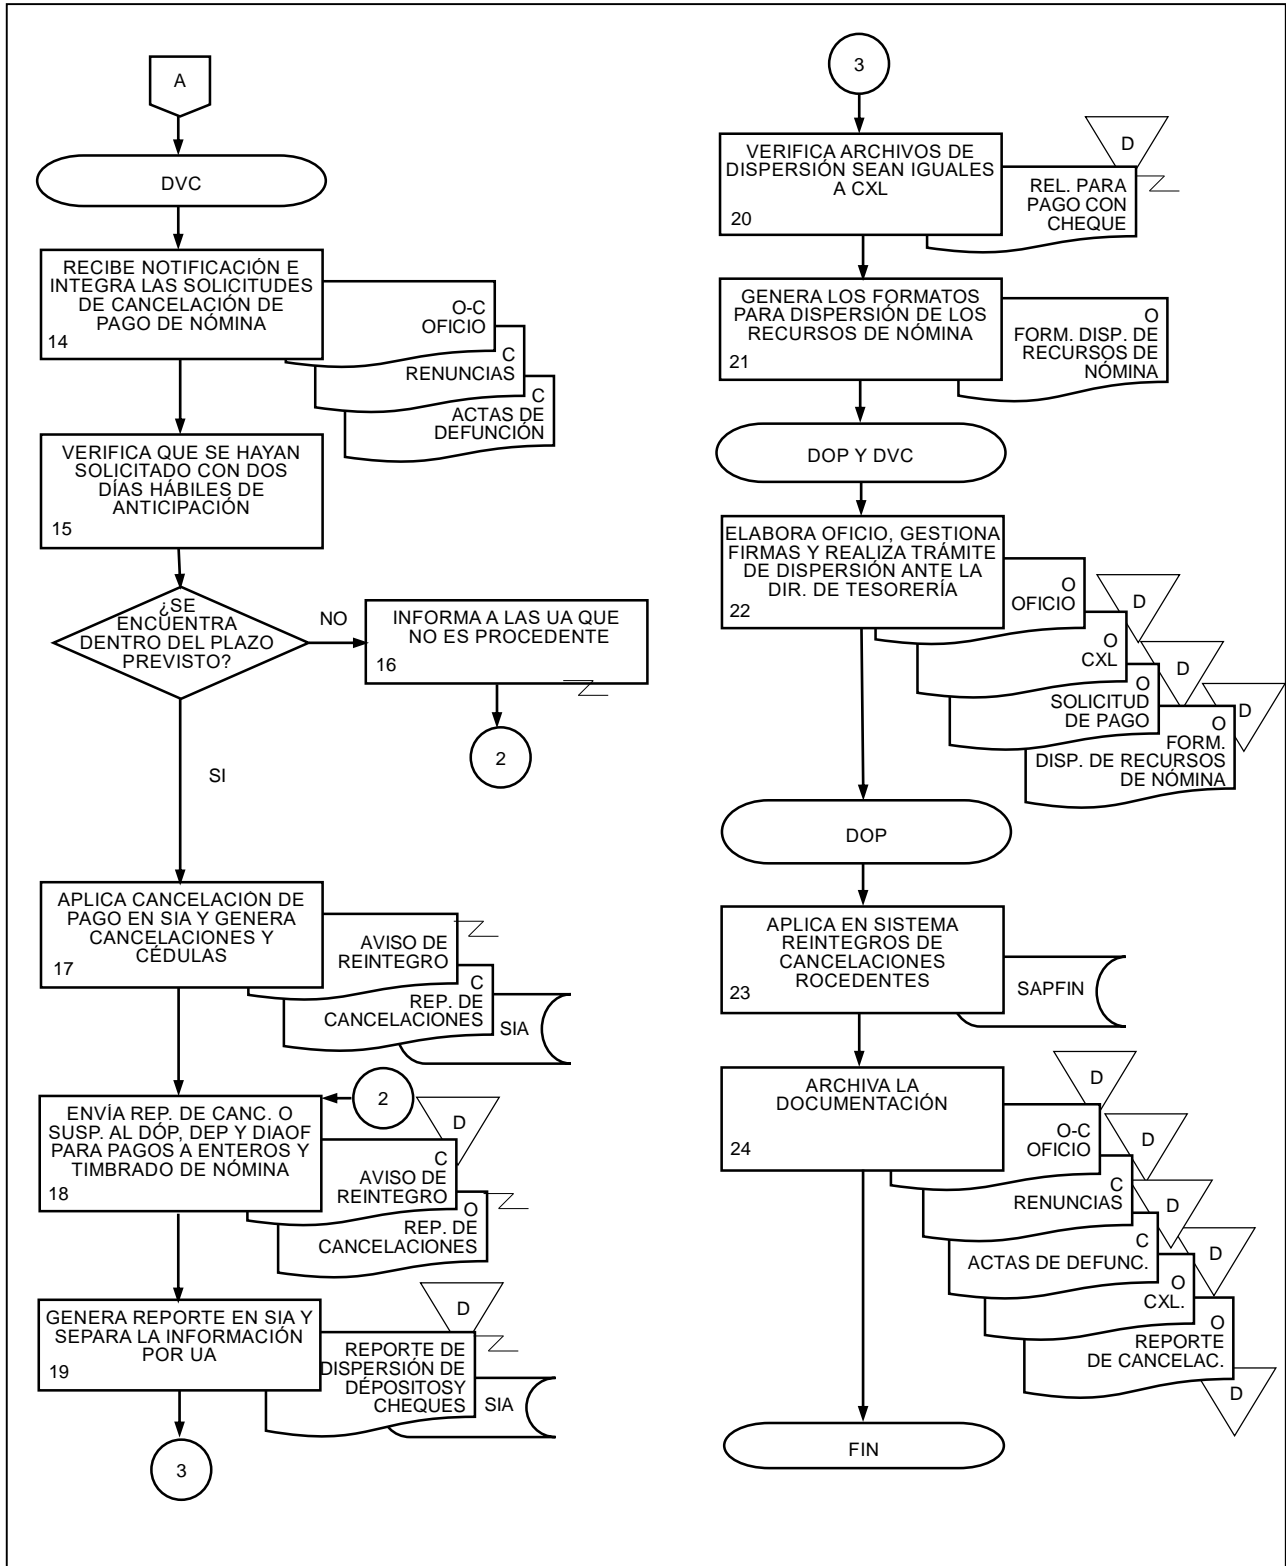 A
DVC
RECIBE NOTIFICACIÓN E
INTEGRA LAS SOLICITUDES
DE CANCELACIÓN DE
PAGO DE NÓMINA
14
O-C
OFICIO
C
RENUNCIAS
C
ACTAS DE
DEFUNCIÓN
VERIFICA QUE SE HAYAN
SOLICITADO CON DOS
DÍAS HÁBILES DE
ANTICIPACIÓN
15
¿SE
ENCUENTRA
DENTRO DEL PLAZO
PREVISTO?
NO
INFORMA A LAS UA QUE
NO ES PROCEDENTE
16
2
SI
APLICA CANCELACIÓN DE
PAGO EN SIA Y GENERA
CANCELACIONES Y
CÉDULAS
17
AVISO DE
REINTEGRO
C
REP. DE
CANCELACIONES
SIA
2
ENVÍA REP. DE CANC. O
SUSP. AL DÓP, DEP Y DIAOF
PARA PAGOS A ENTEROS Y
TIMBRADO DE NÓMINA
18
D
C
AVISO DE
REINTEGRO
O
REP. DE
CANCELACIONES
GENERA REPORTE EN SIA Y
SEPARA LA INFORMACIÓN
POR UA
19
D
REPORTE DE
DISPERSIÓN DE
DÉPOSITOSY
CHEQUES
SIA
3
3
VERIFICA ARCHIVOS DE
DISPERSIÓN SEAN IGUALES
A CXL
20
D
REL. PARA
PAGO CON
CHEQUE
GENERA LOS FORMATOS
PARA DISPERSIÓN DE LOS
RECURSOS DE NÓMINA
21
O
FORM. DISP. DE
RECURSOS DE
NÓMINA
DOP Y DVC
ELABORA OFICIO, GESTIONA
FIRMAS Y REALIZA TRÁMITE
DE DISPERSIÓN ANTE LA
DIR. DE TESORERÍA
22
O
OFICIO
D
O
CXL
D
O
SOLICITUD
DE PAGO
D
O
FORM.
DISP. DE RECURSOS
DE NÓMINA
DOP
APLICA EN SISTEMA
REINTEGROS DE
CANCELACIONES
ROCEDENTES
23
SAPFIN
ARCHIVA LA
DOCUMENTACIÓN
24
D
O-C
OFICIO
D
C
RENUNCIAS
D
C
ACTAS DE DEFUNC.
D
O
CXL.
O
REPORTE
DE CANCELAC.
D
FIN